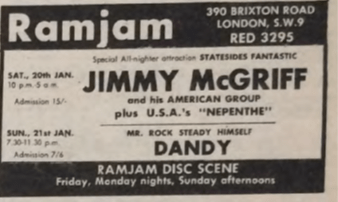 Ramjam
390 BRIXTON ROAD
LONDON, S.W.9
RED 3295
Special All-nighter attraction STATESIDES FANTASTIC
SAT., 20th JAN.
10 p.m. 5 a.m.
Admission 15/-
JIMMY McGRIFF
and his AMERICAN GROUP
plus U.S.A.'s "NEPENTHE"
SUN., 21st JAN.
7.30-11.30 p.m.
Admission 7/6
MR. ROCK STEADY HIMSELF
DANDY
RAMJAM DISC SCENE
Friday, Monday nights, Sunday afternoons